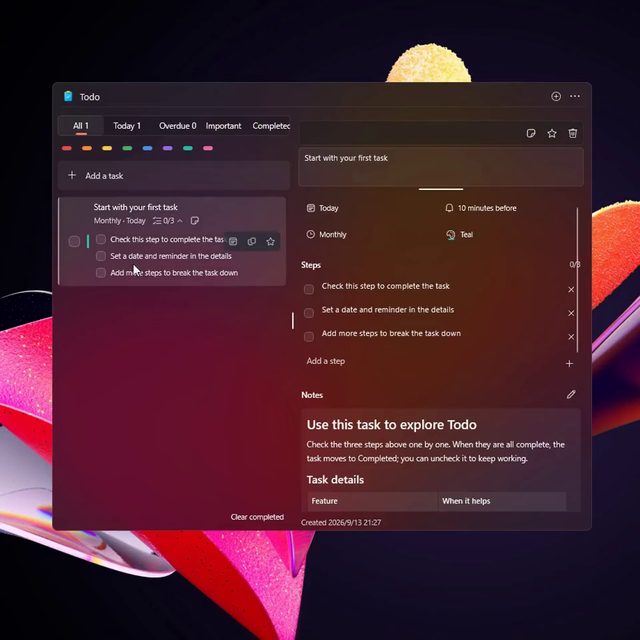 Todo
All 1
Today 1
Overdue 0
Important
Completed
Add a task
Start with your first task
Monthly · Today
0/3
Check this step to complete the tas
Set a date and reminder in the details
Add more steps to break the task down
Clear completed
Start with your first task
Today
10 minutes before
Monthly
Teal
Steps
0/3
Check this step to complete the task
Set a date and reminder in the details
Add more steps to break the task down
Add a step
Notes
Use this task to explore Todo
Check the three steps above one by one. When they are all complete, the
task moves to Completed; you can uncheck it to keep working.
Task details
Feature
When it helps
Created 2026/9/13 21:27